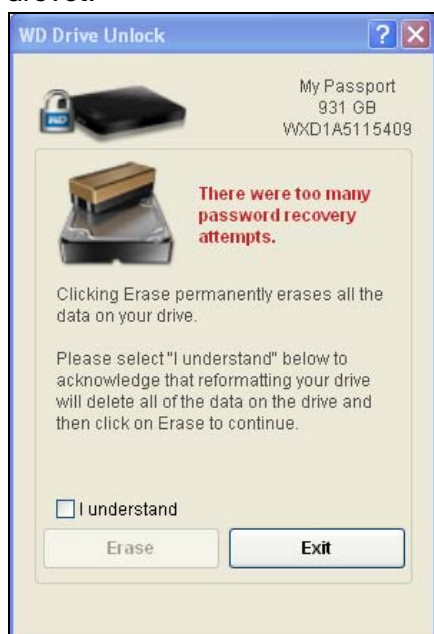 WD Drive Unlock
?
X
My Passport
931 GB
WXD1A5115409
WD
There were too many
password recovery
attempts.
Clicking Erase permanently erases all the
data on your drive.
Please select "I understand" below to
acknowledge that reformatting your drive
will delete all of the data on the drive and
then click on Erase to continue.
I understand
Erase
Exit